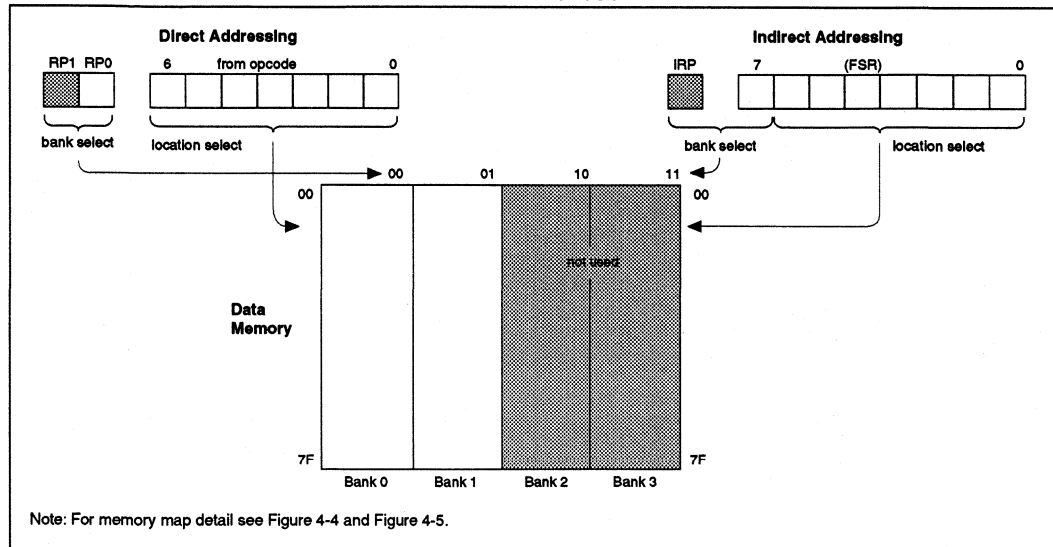 Direct Addressing
RP1 RP0
6 from opcode 0
bank select
location select
Indirect Addressing
IRP
7 (FSR) 0
bank select
location select
00 01 10 11
00
00
not used
Data
Memory
7F
7F
Bank 0 Bank 1 Bank 2 Bank 3
Note: For memory map detail see Figure 4-4 and Figure 4-5.